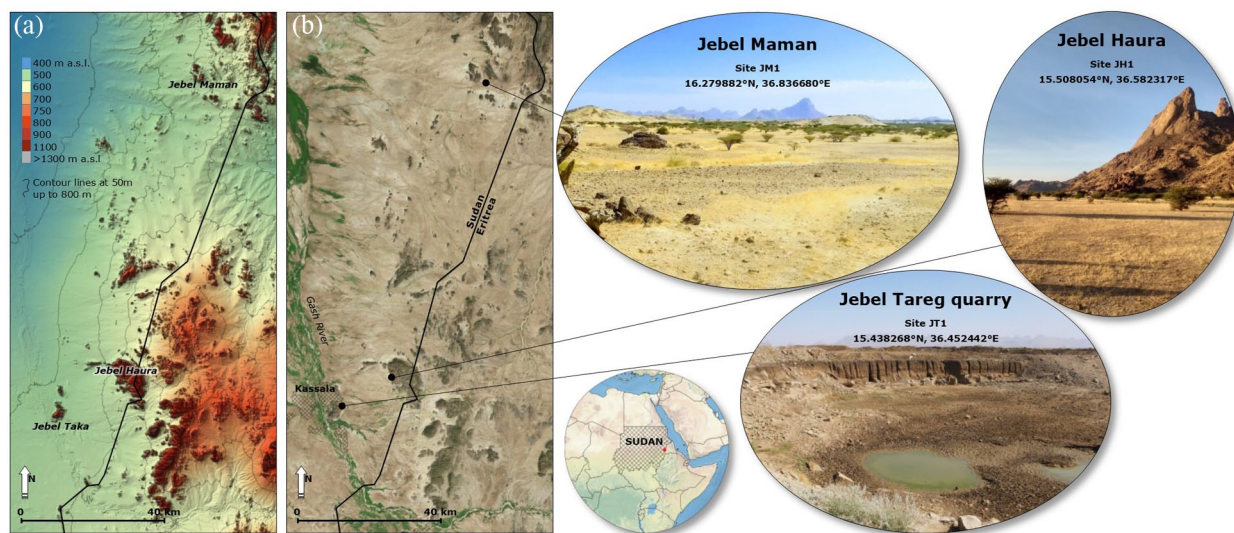 (a)
Jebel Maman
400 m a.s.l.
500
600
700
750
800
900
1100
>1300 m a.s.l
Contour lines at 50m
up to 800 m
Jebel Haura
Jebel Taka
N
0
40 km
(b)
Sudan
Eritrea
Gash River
Kassala
N
0
40 km
Jebel Maman
Site JM1
16.279882°N, 36.836680°E
Jebel Haura
Site JH1
15.508054°N, 36.582317°E
Jebel Tareg quarry
Site JT1
15.438268°N, 36.452442°E
SUDAN